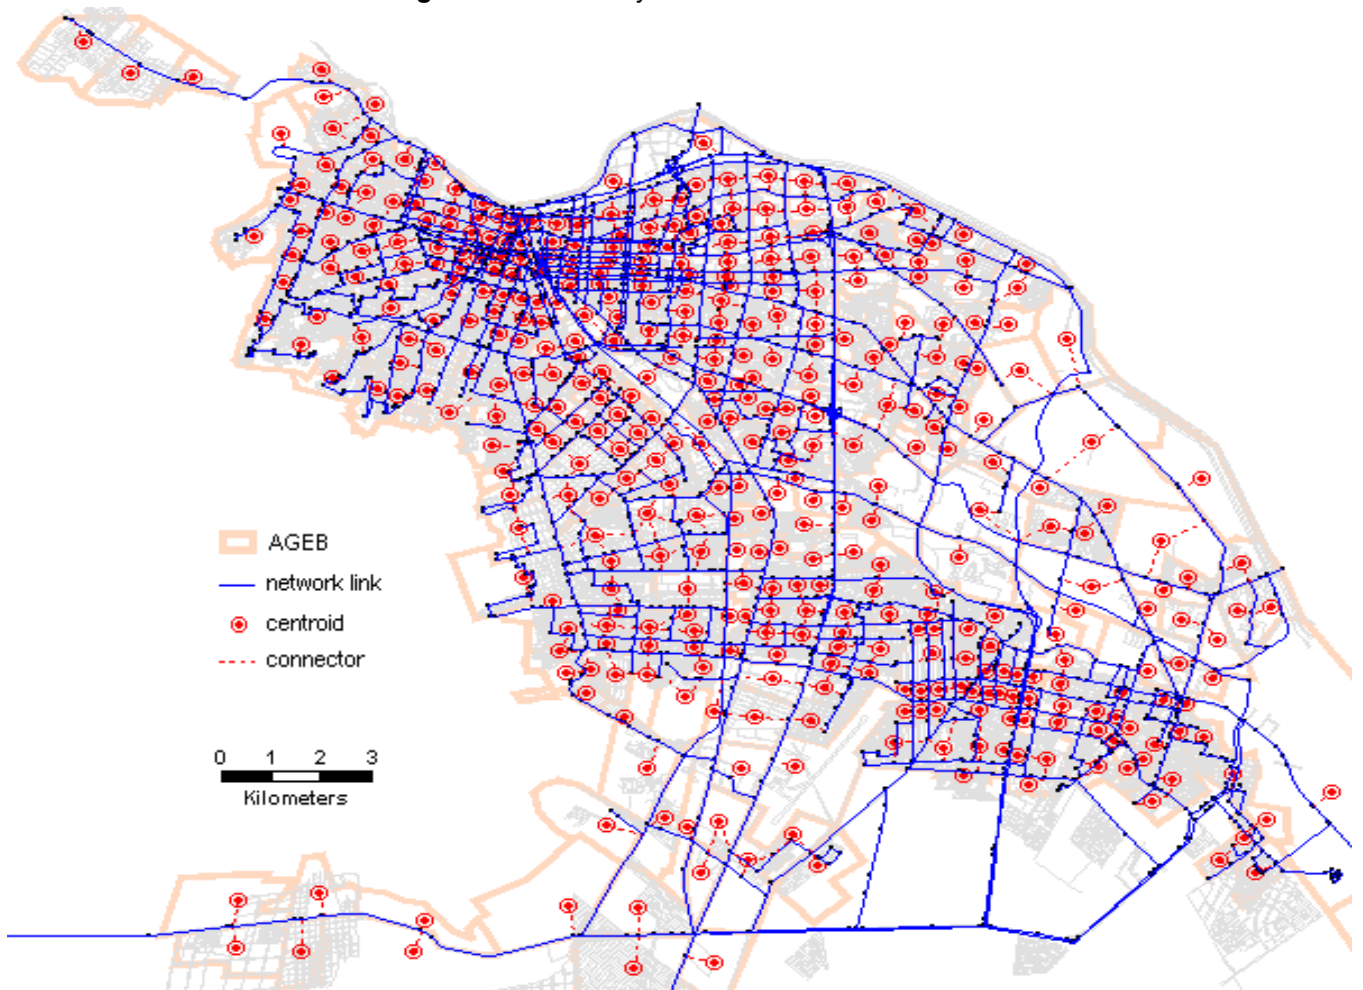 AGEB
network link
centroid
connector
0 1 2 3
Kilometers